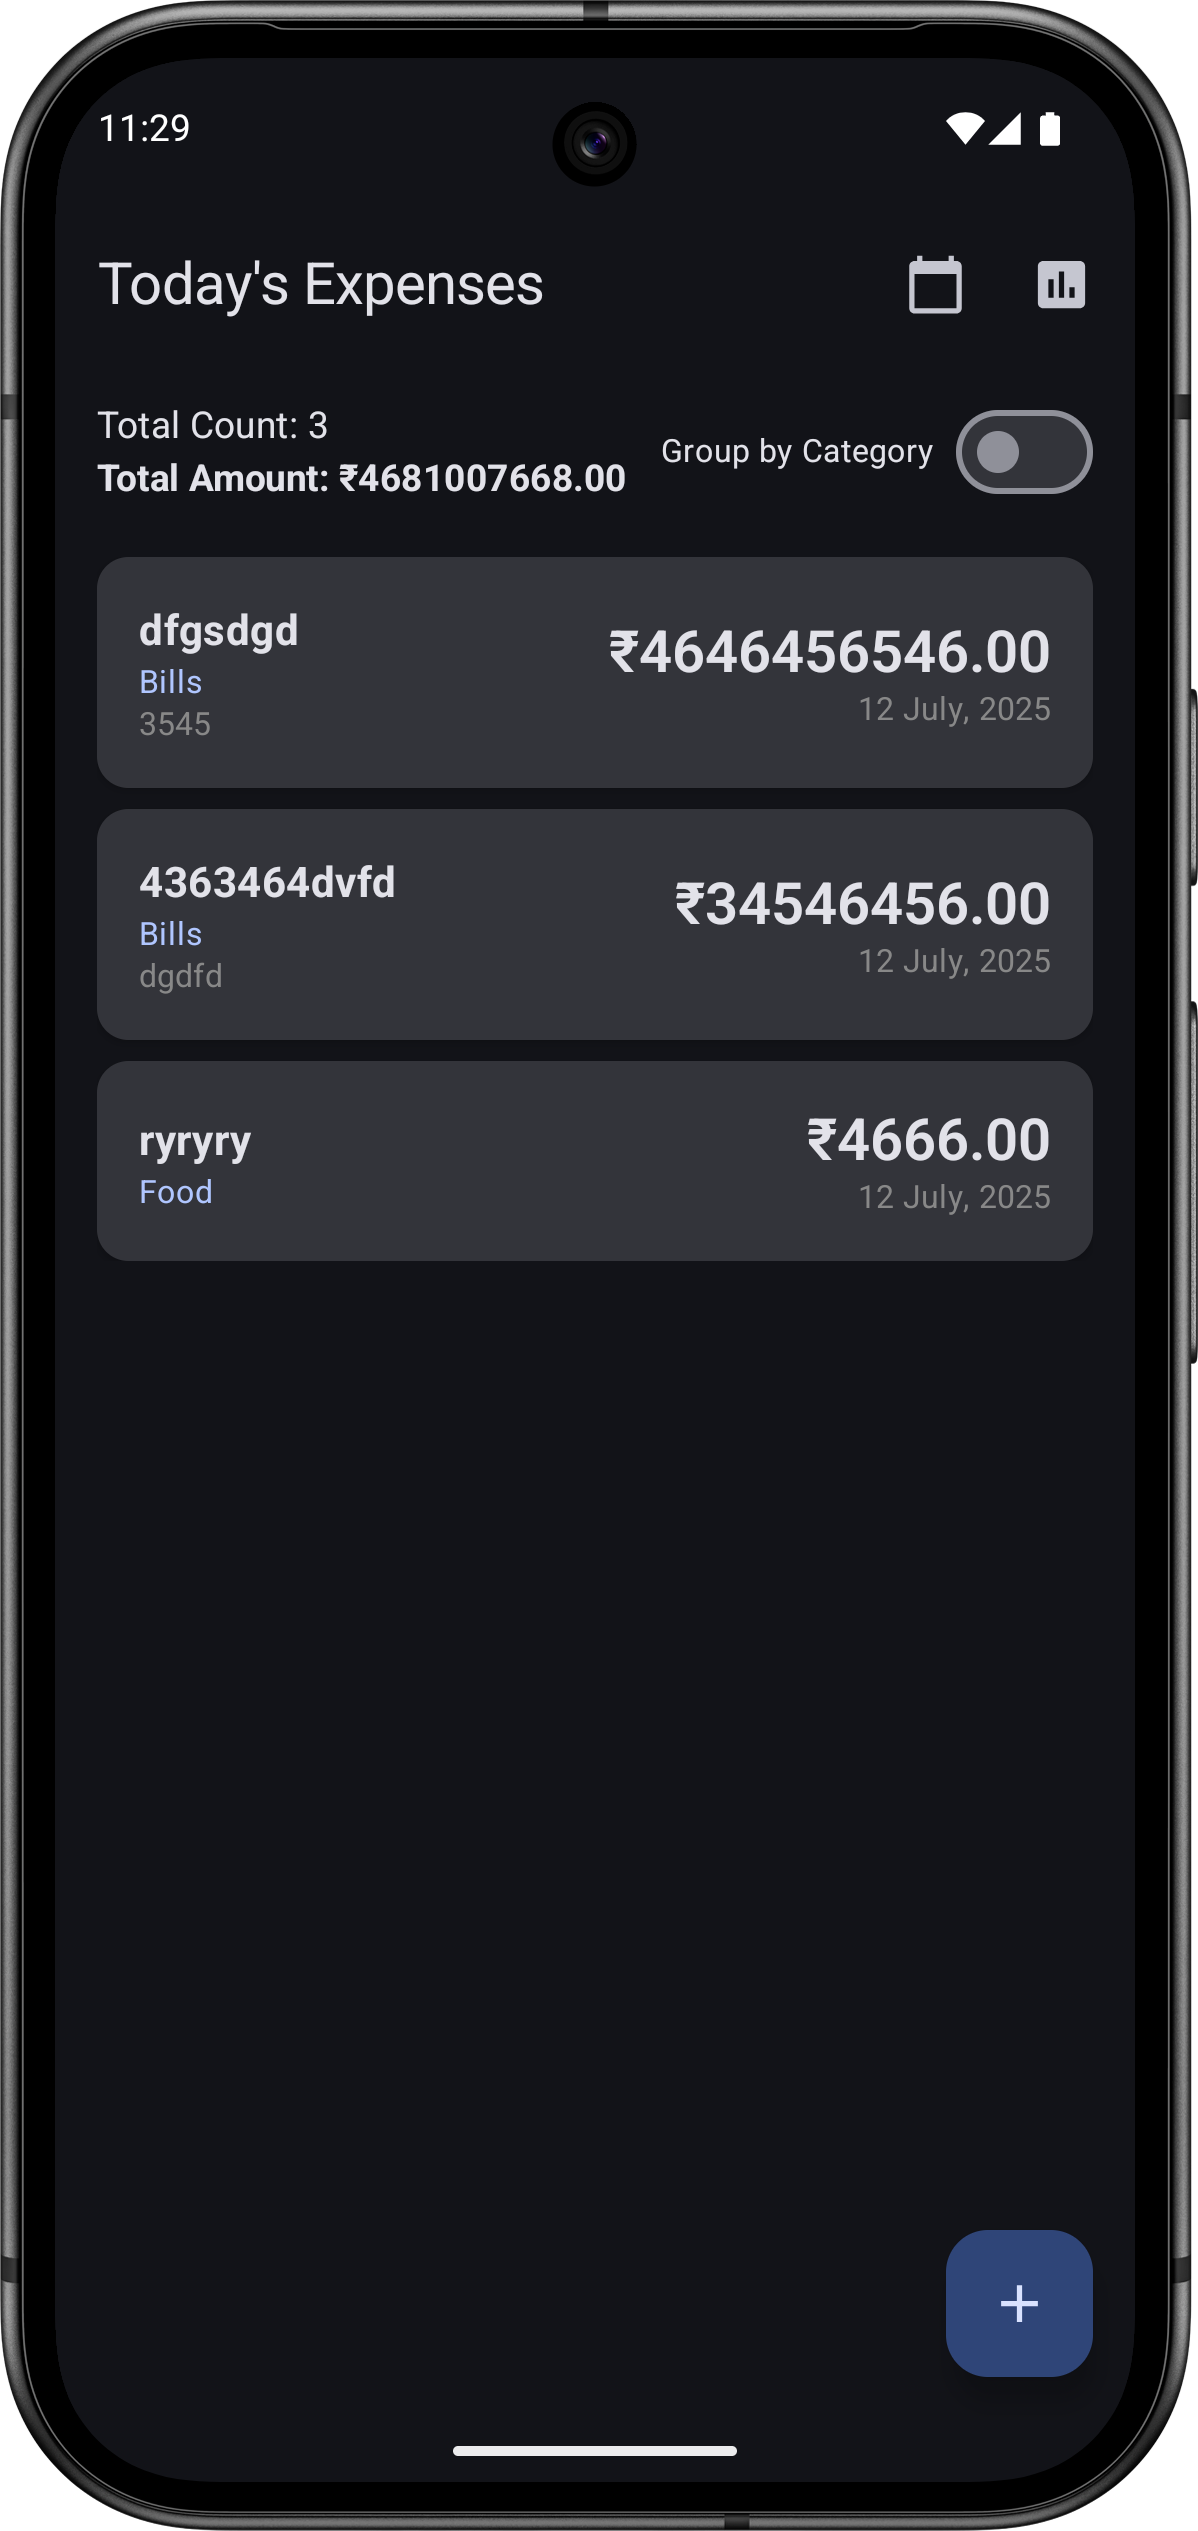 11:29
Today's Expenses
Total Count: 3
Total Amount: ₹4681007668.00
Group by Category
dfgsdgd
Bills
3545
₹4646456546.00
12 July, 2025
4363464dvfd
Bills
dgdfd
₹34546456.00
12 July, 2025
ryryry
Food
₹4666.00
12 July, 2025
+